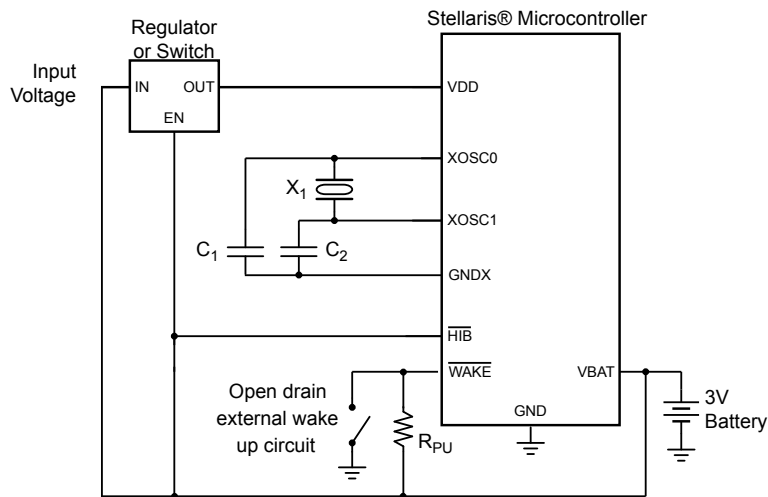 Stellaris® Microcontroller
Regulator
or Switch
Input
Voltage
IN OUT
EN
VDD
XOSC0
X1
XOSC1
C1
C2
GNDX
HIB
WAKE
VBAT
Open drain
external wake
up circuit
RPU
GND
3V
Battery